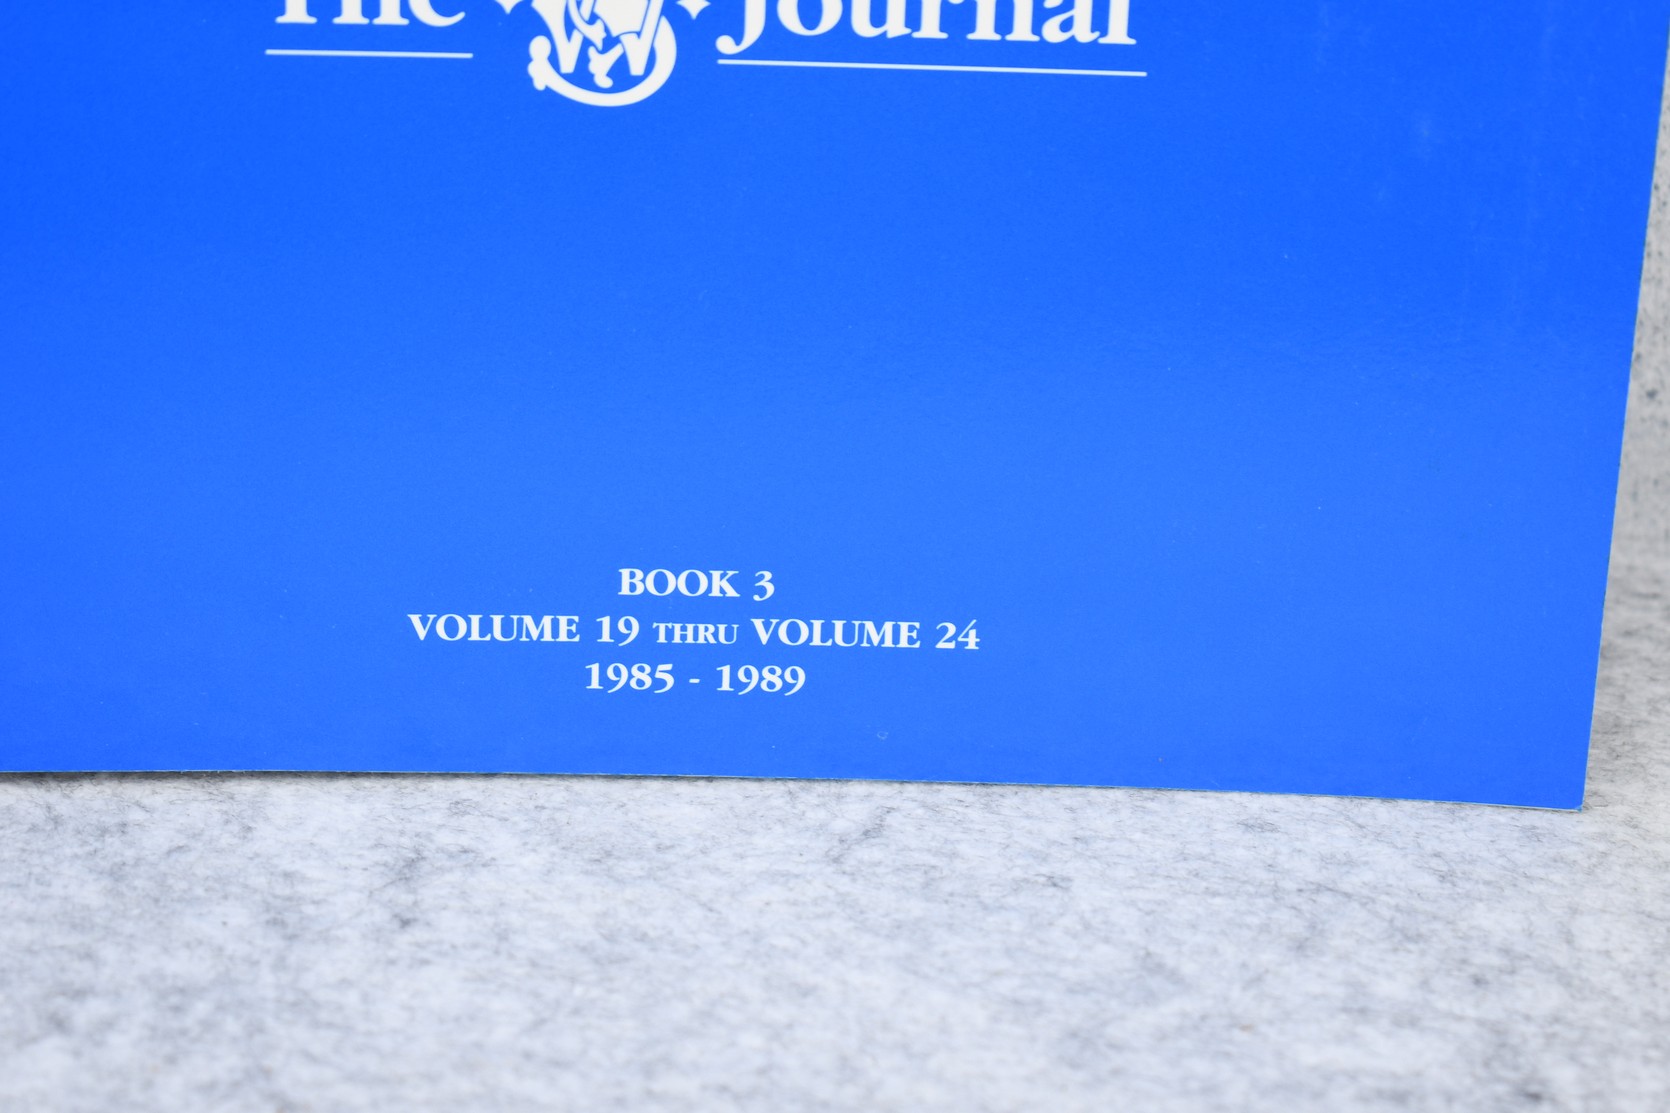 The Journal
BOOK 3
VOLUME 19 THRU VOLUME 24
1985 - 1989